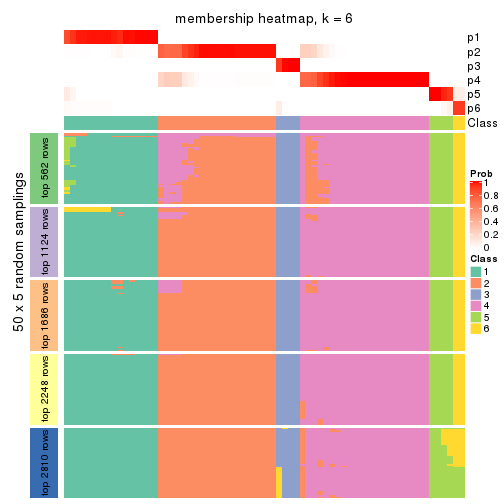 membership heatmap, k = 6
p1
p2
p3
p4
p5
p6
Class
50 x 5 random samplings
top 562 rows
top 1124 rows
top 1686 rows
top 2248 rows
top 2810 rows
Prob
1
0.8
0.6
0.4
0.2
0
Class
1
2
3
4
5
6